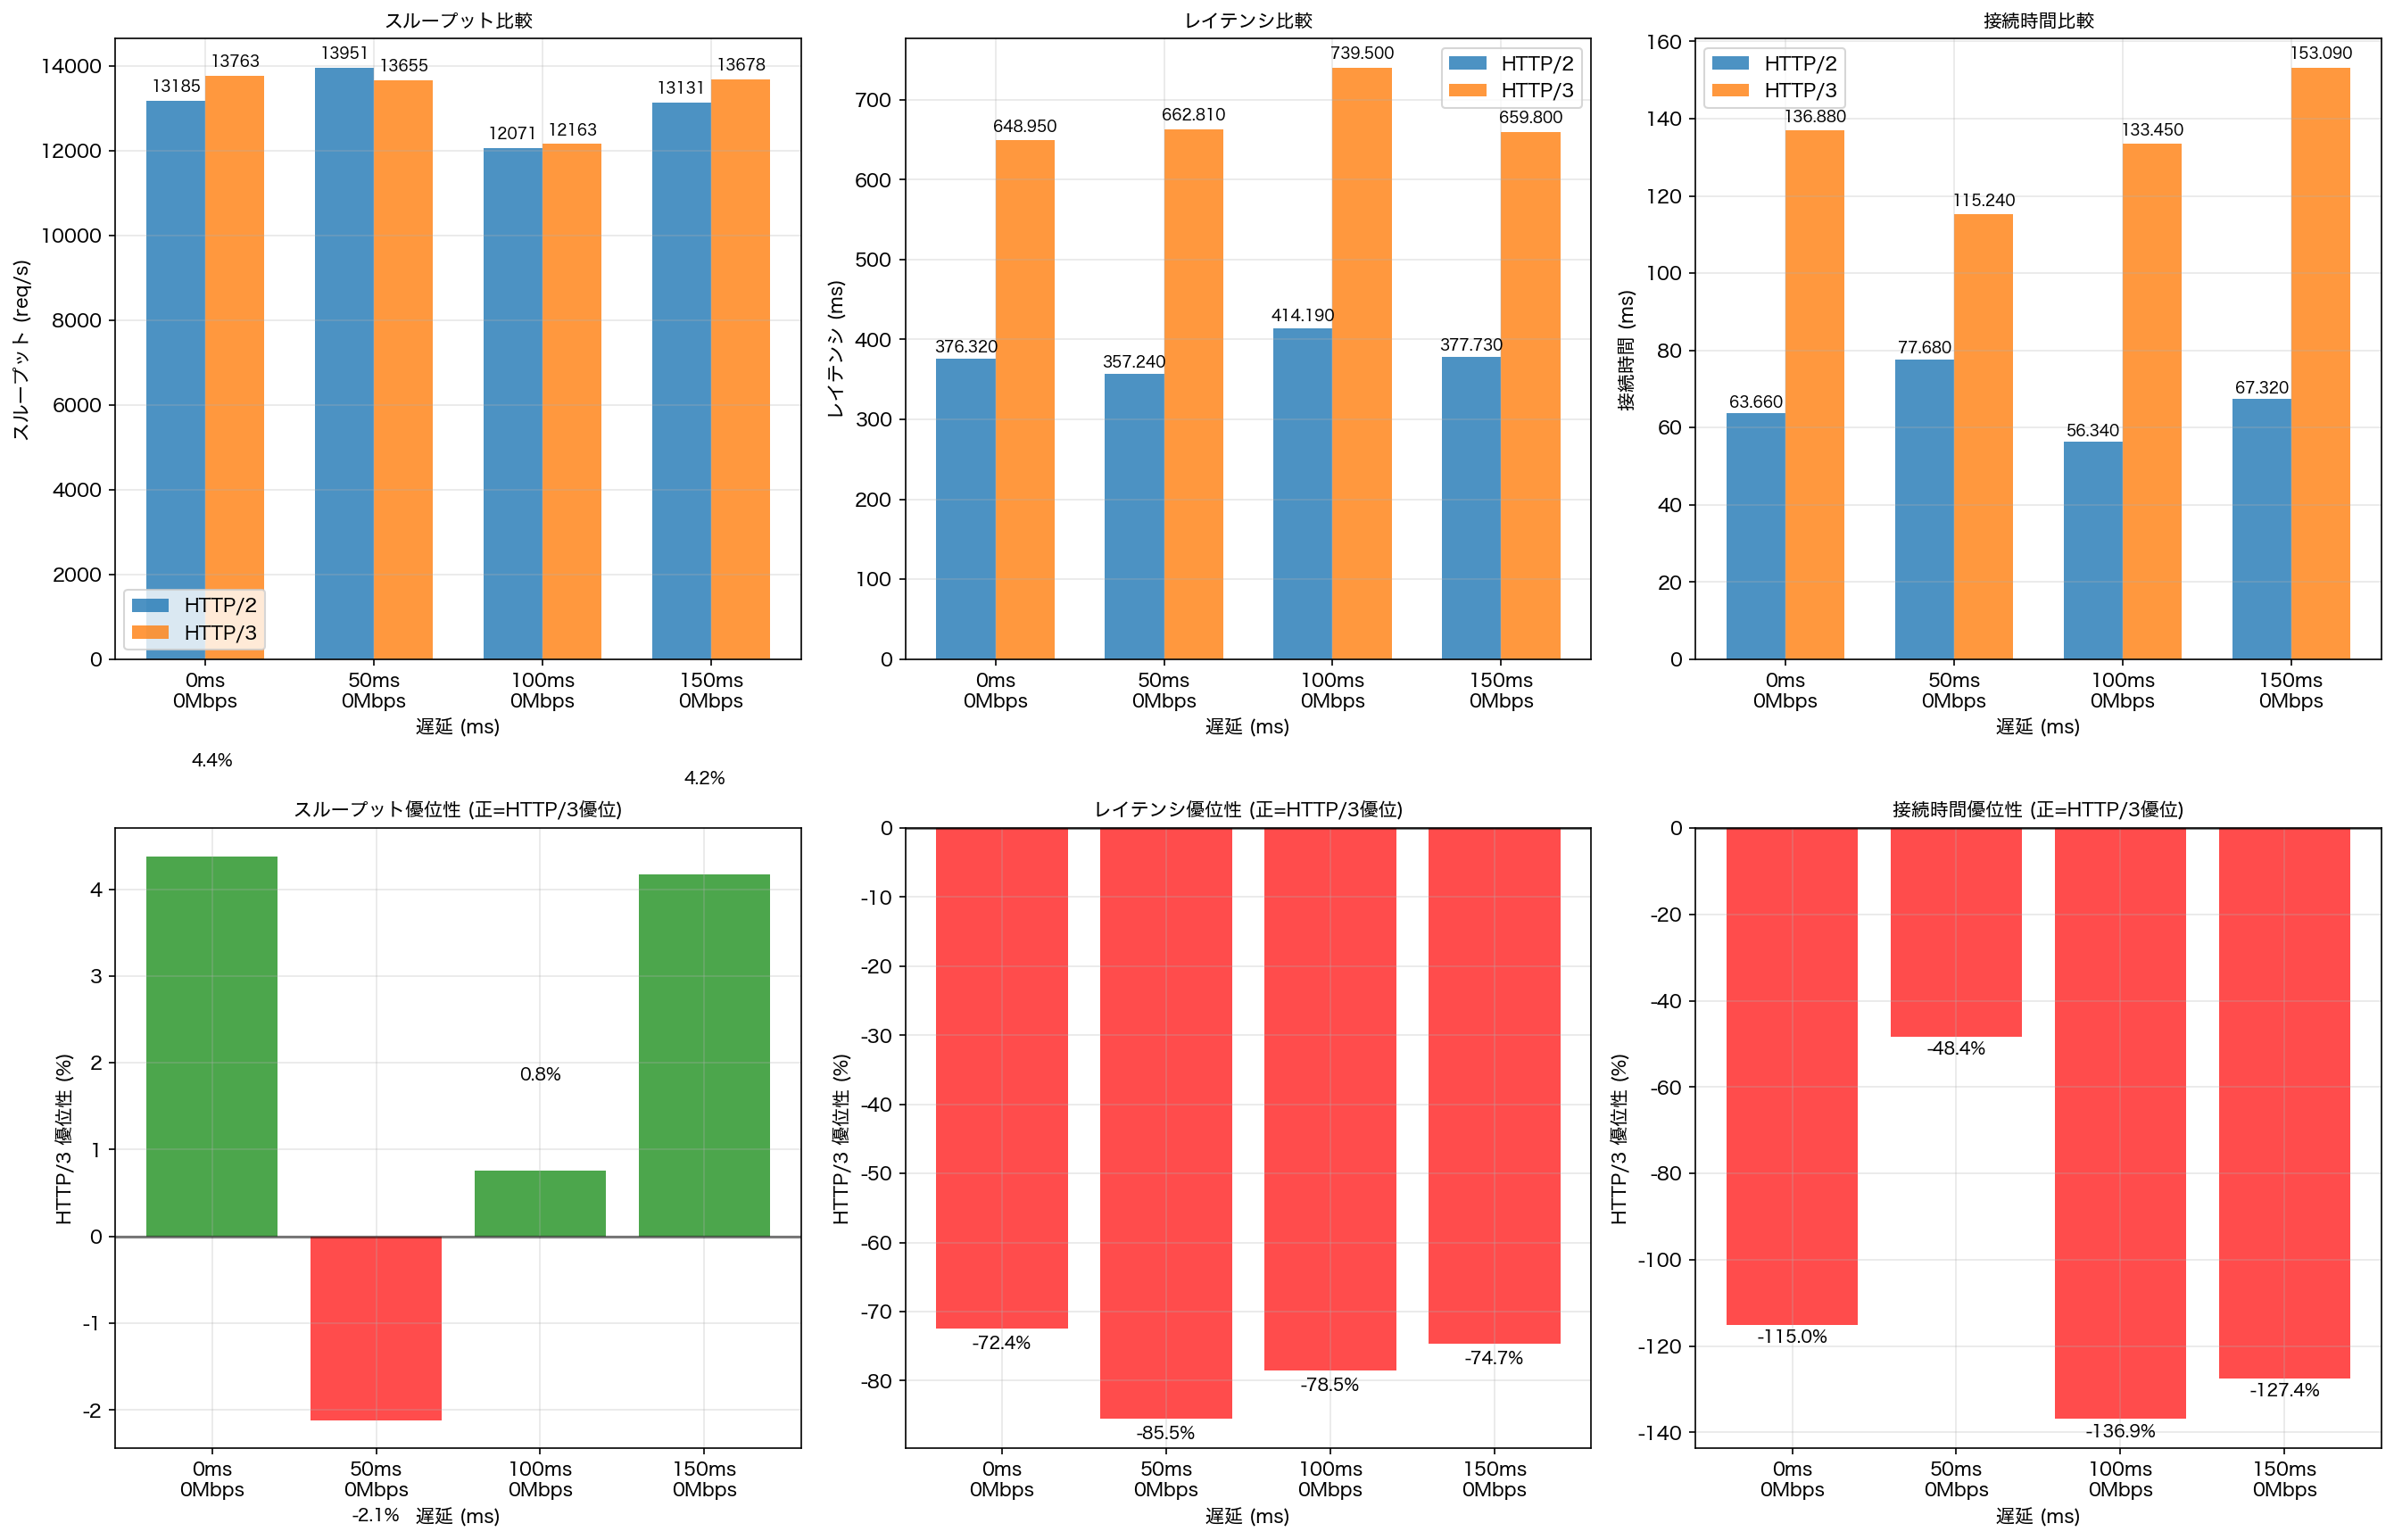 スループット比較
13185
13763
13951
13655
12071
12163
13131
13678
14000
12000
10000
8000
6000
4000
2000
0
スループット (req/s)
HTTP/2
HTTP/3
0ms
0Mbps
50ms
0Mbps
100ms
0Mbps
150ms
0Mbps
遅延 (ms)
レイテンシ比較
376.320
648.950
357.240
662.810
414.190
739.500
377.730
659.800
700
600
500
400
300
200
100
0
レイテンシ (ms)
HTTP/2
HTTP/3
0ms
0Mbps
50ms
0Mbps
100ms
0Mbps
150ms
0Mbps
遅延 (ms)
接続時間比較
63.660
136.880
77.680
115.240
56.340
133.450
67.320
153.090
160
140
120
100
80
60
40
20
0
接続時間 (ms)
HTTP/2
HTTP/3
0ms
0Mbps
50ms
0Mbps
100ms
0Mbps
150ms
0Mbps
遅延 (ms)
4.4%
4.2%
スループット優位性 (正=HTTP/3優位)
4
3
2
1
0
-1
-2
HTTP/3 優位性 (%)
0.8%
0ms
0Mbps
50ms
0Mbps
100ms
0Mbps
150ms
0Mbps
-2.1%
遅延 (ms)
レイテンシ優位性 (正=HTTP/3優位)
0
-10
-20
-30
-40
-50
-60
-70
-80
HTTP/3 優位性 (%)
-72.4%
-85.5%
-78.5%
-74.7%
0ms
0Mbps
50ms
0Mbps
100ms
0Mbps
150ms
0Mbps
遅延 (ms)
接続時間優位性 (正=HTTP/3優位)
0
-20
-40
-60
-80
-100
-120
-140
HTTP/3 優位性 (%)
-115.0%
-48.4%
-136.9%
-127.4%
0ms
0Mbps
50ms
0Mbps
100ms
0Mbps
150ms
0Mbps
遅延 (ms)